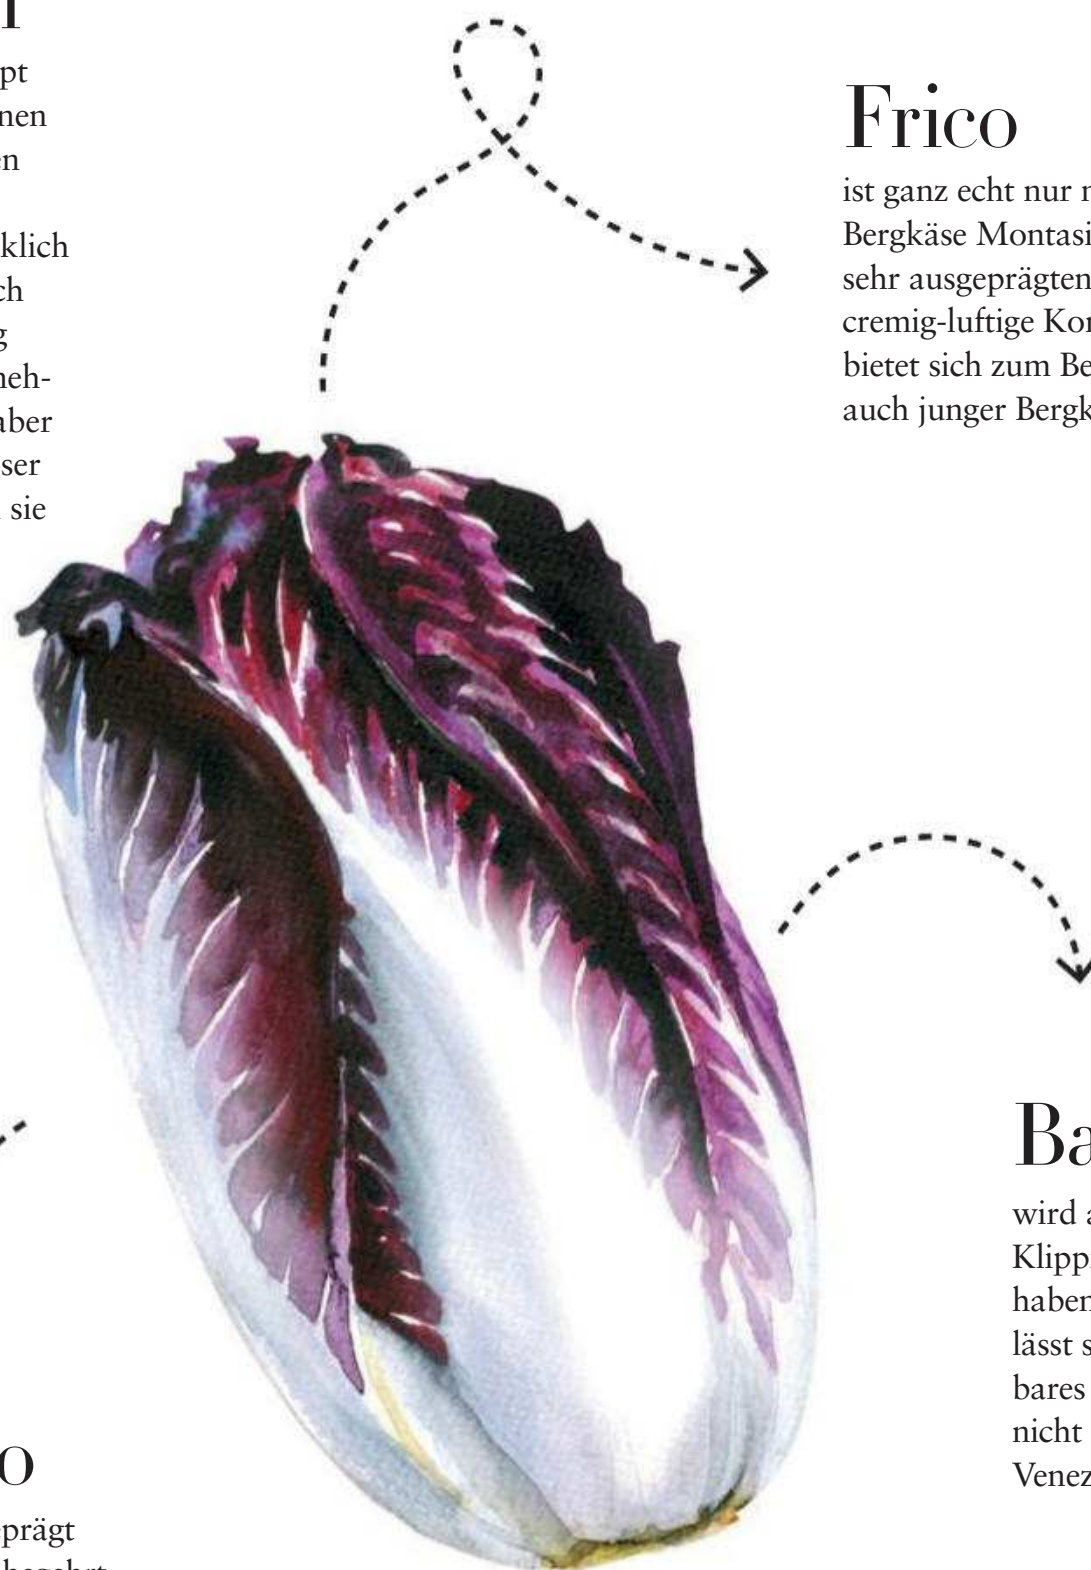 pt
nen
en
klich
ch
g
neh-
aber
ser
sie
Frico
ist ganz echt nur
Bergkäse Montasi
sehr ausgeprägten
cremig-luftige Kon
bietet sich zum Be
auch junger Bergk
Ba
wird a
Klipp
haben
lässt s
bares
nicht
Venez
o
prägt
begehrt